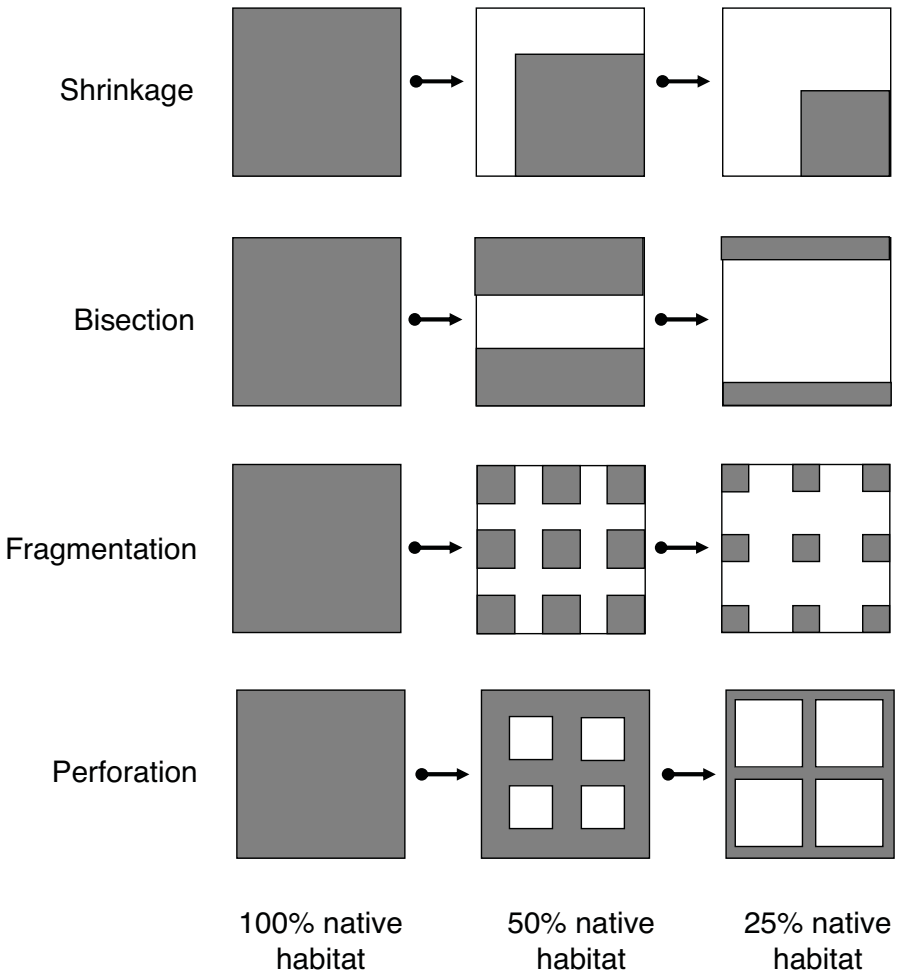 Shrinkage
Bisection
Fragmentation
Perforation
100% native
habitat
50% native
habitat
25% native
habitat